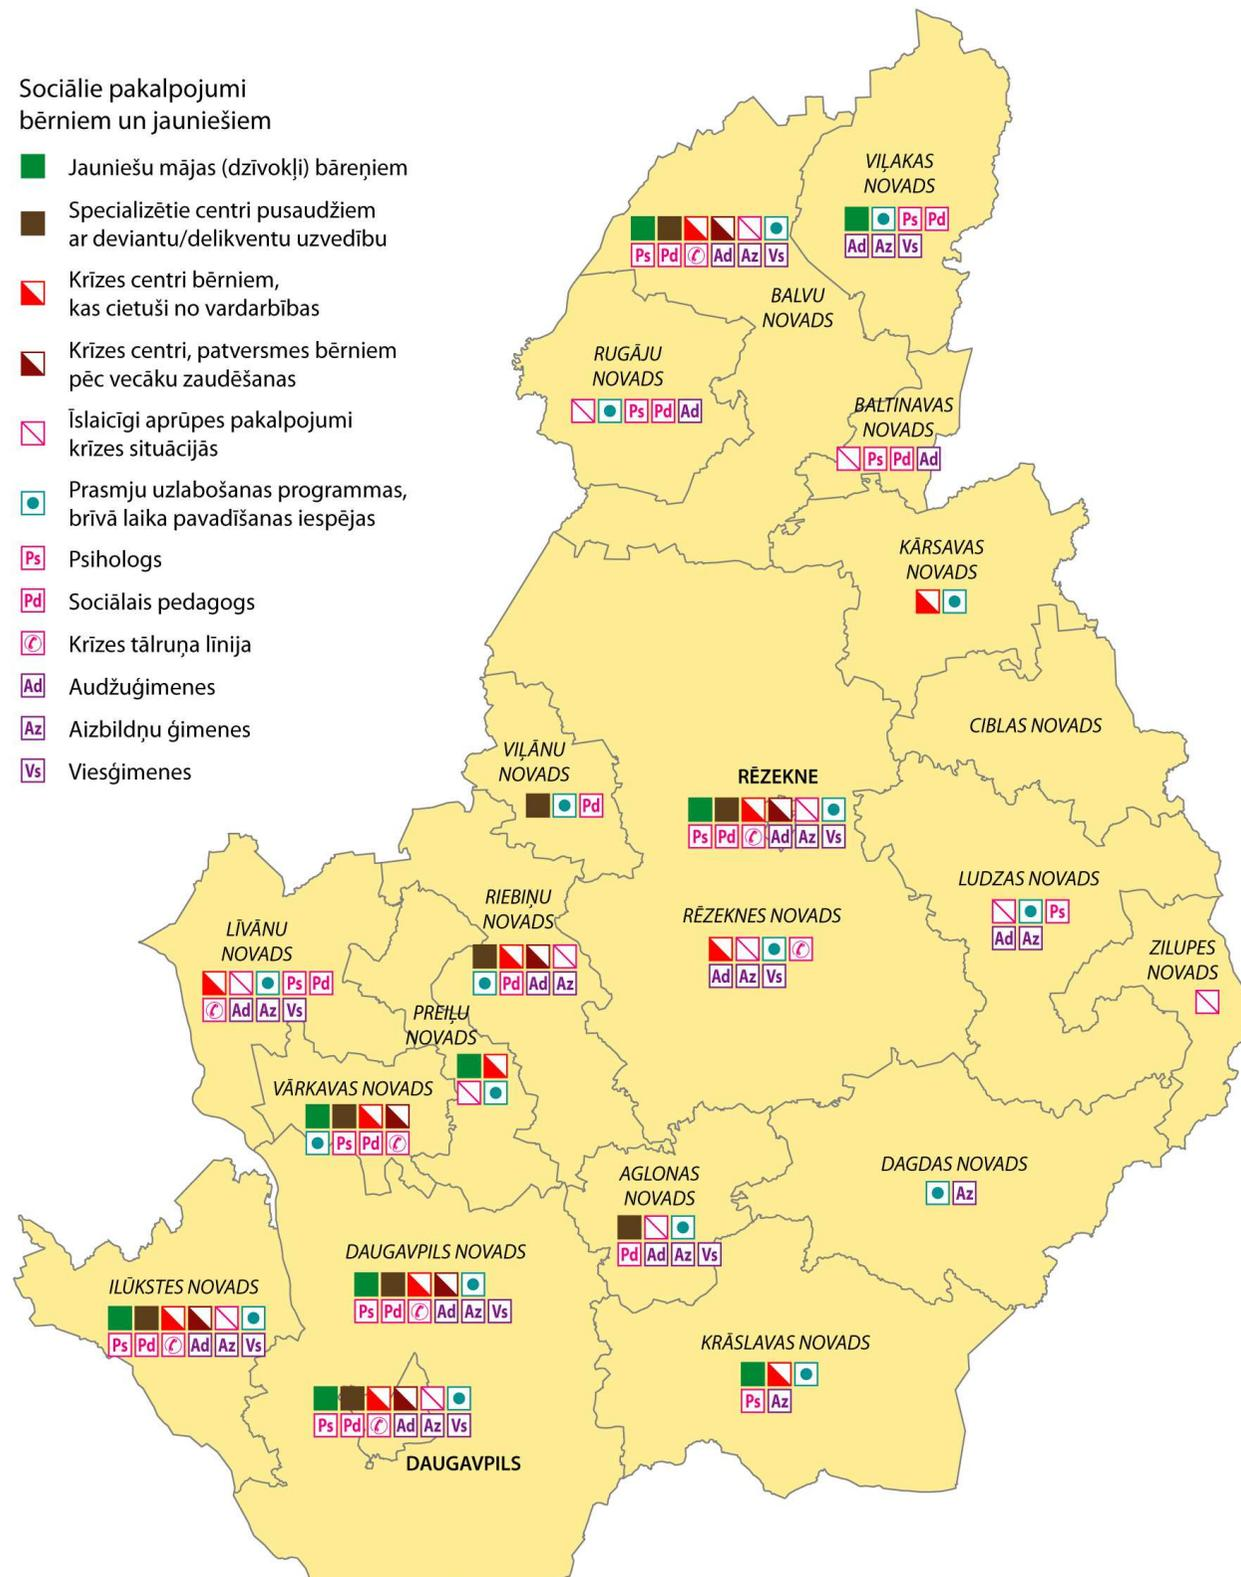 Sociālie pakalpojumi
bērniem un jauniešiem
Jauniešu mājas (dzīvokļi) bāreņiem
Specializētie centri pusaudžiem
ar deviantu/delikventu uzvedību
Krīzes centri bērniem,
kas cietuši no vardarbības
Krīzes centri, patversmes bērniem
pēc vecāku zaudēšanas
Īslaicīgi aprūpes pakalpojumi
krīzes situācijās
Prasmju uzlabošanas programmas,
brīvā laika pavadīšanas iespējas
Ps Psihologs
Pd Sociālais pedagogs
Krīzes tālruņa līnija
Ad Audžuģimenes
Az Aizbildņu ģimenes
Vs Viesģimenes
VIĻAKAS
NOVADS
Ps Pd
Ad Az Vs
Ps Pd Ad Az Vs
BALVU
NOVADS
RUGĀJU
NOVADS
Ps Pd Ad
BALTINAVAS
NOVADS
Ps Pd Ad
KĀRSAVAS
NOVADS
CIBLAS NOVADS
VIĻĀNU
NOVADS
Pd
RĒZEKNE
Ps Pd Ad Az Vs
LUDZAS NOVADS
Ps
Ad Az
RIEBIŅU
NOVADS
Pd Ad Az
RĒZEKNES NOVADS
Ad Az Vs
LĪVĀNU
NOVADS
Ps Pd
Ad Az Vs
ZILUPES
NOVADS
PREIĻU
NOVADS
VĀRKAVAS NOVADS
Ps Pd
AGLONAS
NOVADS
Pd Ad Az Vs
DAGDAS NOVADS
Az
DAUGAVPILS NOVADS
Ps Pd Ad Az Vs
ILŪKSTES NOVADS
Ps Pd Ad Az Vs
KRĀSLAVAS NOVADS
Ps Az
Ps Pd Ad Az Vs
DAUGAVPILS